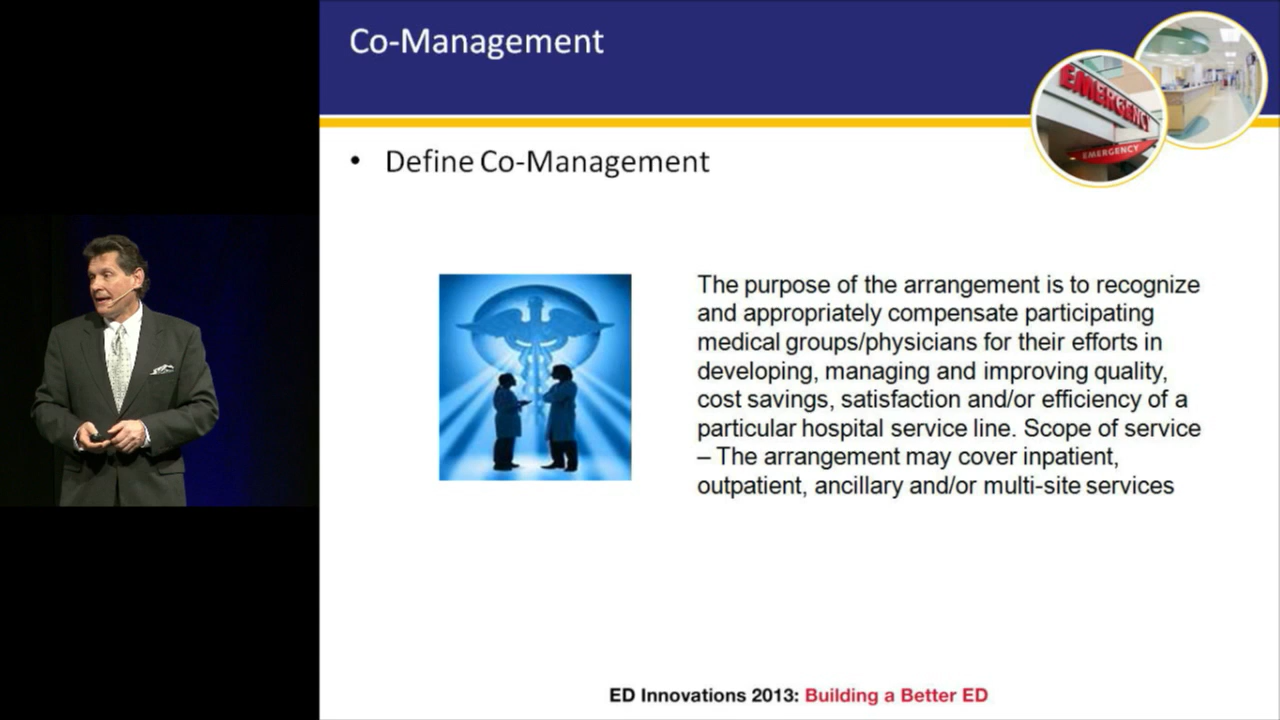 Co-Management
EMERGENCY
EMERGENCY
• Define Co-Management
The purpose of the arrangement is to recognize
and appropriately compensate participating
medical groups/physicians for their efforts in
developing, managing and improving quality,
cost savings, satisfaction and/or efficiency of a
particular hospital service line. Scope of service
– The arrangement may cover inpatient,
outpatient, ancillary and/or multi-site services
ED Innovations 2013: Building a Better ED